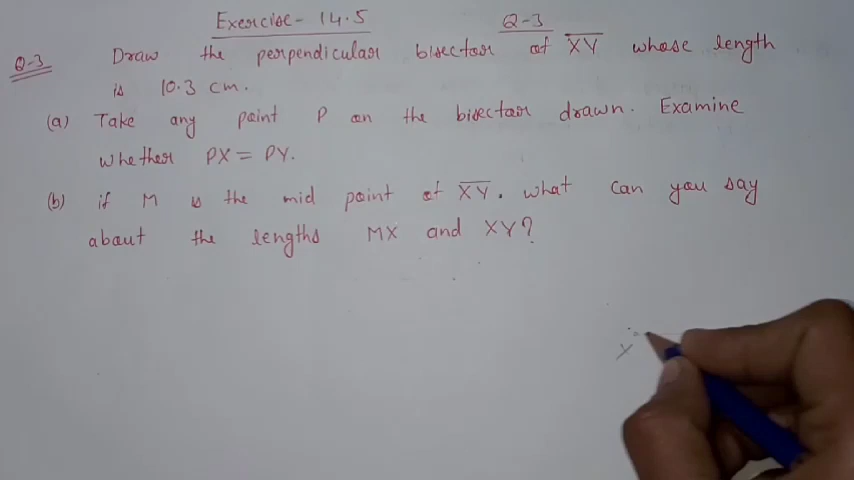 Exercise- 14.5 Q-3
Q-3 Draw the perpendicular bisector of XY whose length
is 10.3 cm.
(a) Take any point P on the bisector drawn. Examine
whether PX = PY.
(b) if M is the mid point of XY. what can you say
about the lengths MX and XY?
X